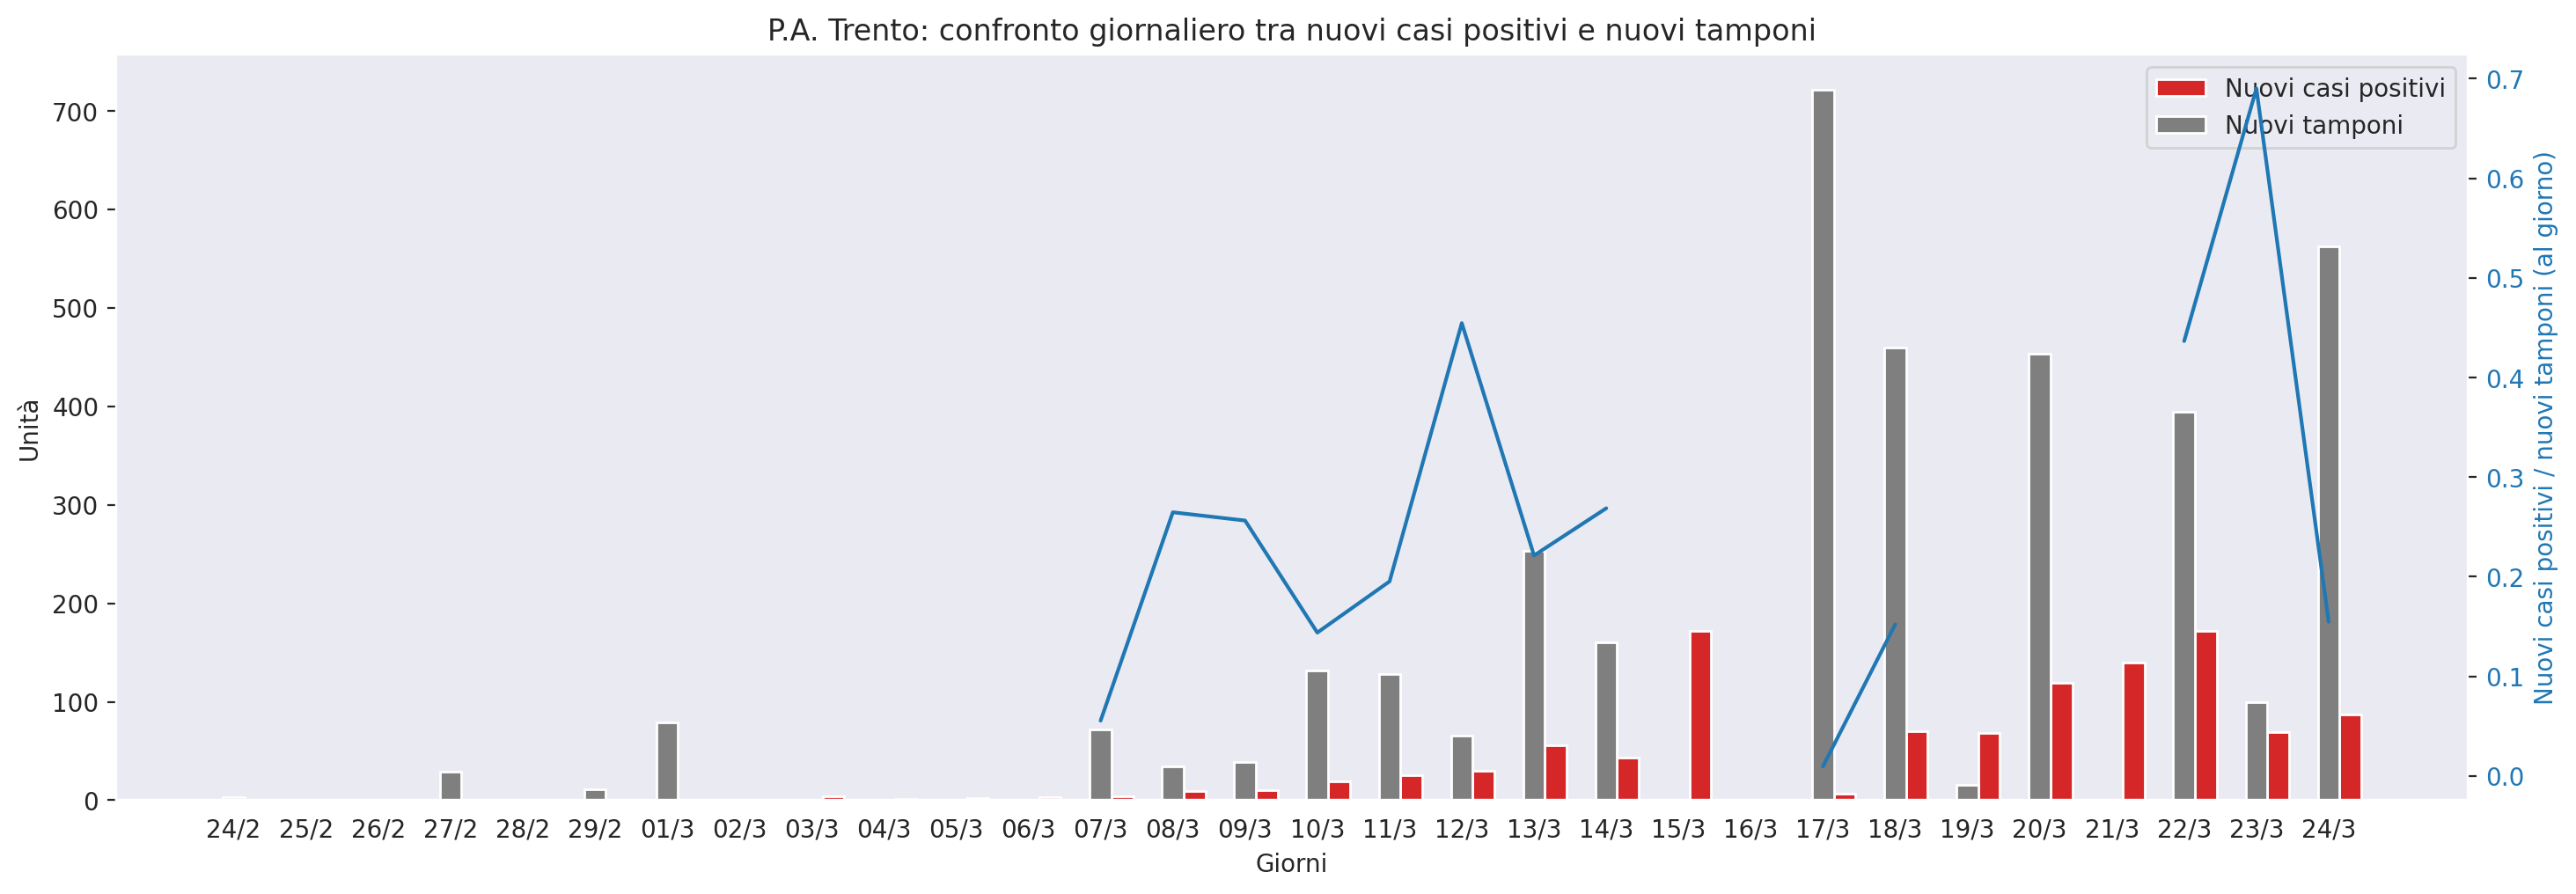 P.A. Trento: confronto giornaliero tra nuovi casi positivi e nuovi tamponi
Nuovi casi positivi
Nuovi tamponi
Unità
700
600
500
400
300
200
100
0
0.7
0.6
0.5
0.4
0.3
0.2
0.1
0.0
Nuovi casi positivi / nuovi tamponi (al giorno)
24/2 25/2 26/2 27/2 28/2 29/2 01/3 02/3 03/3 04/3 05/3 06/3 07/3 08/3 09/3 10/3 11/3 12/3 13/3 14/3 15/3 16/3 17/3 18/3 19/3 20/3 21/3 22/3 23/3 24/3
Giorni